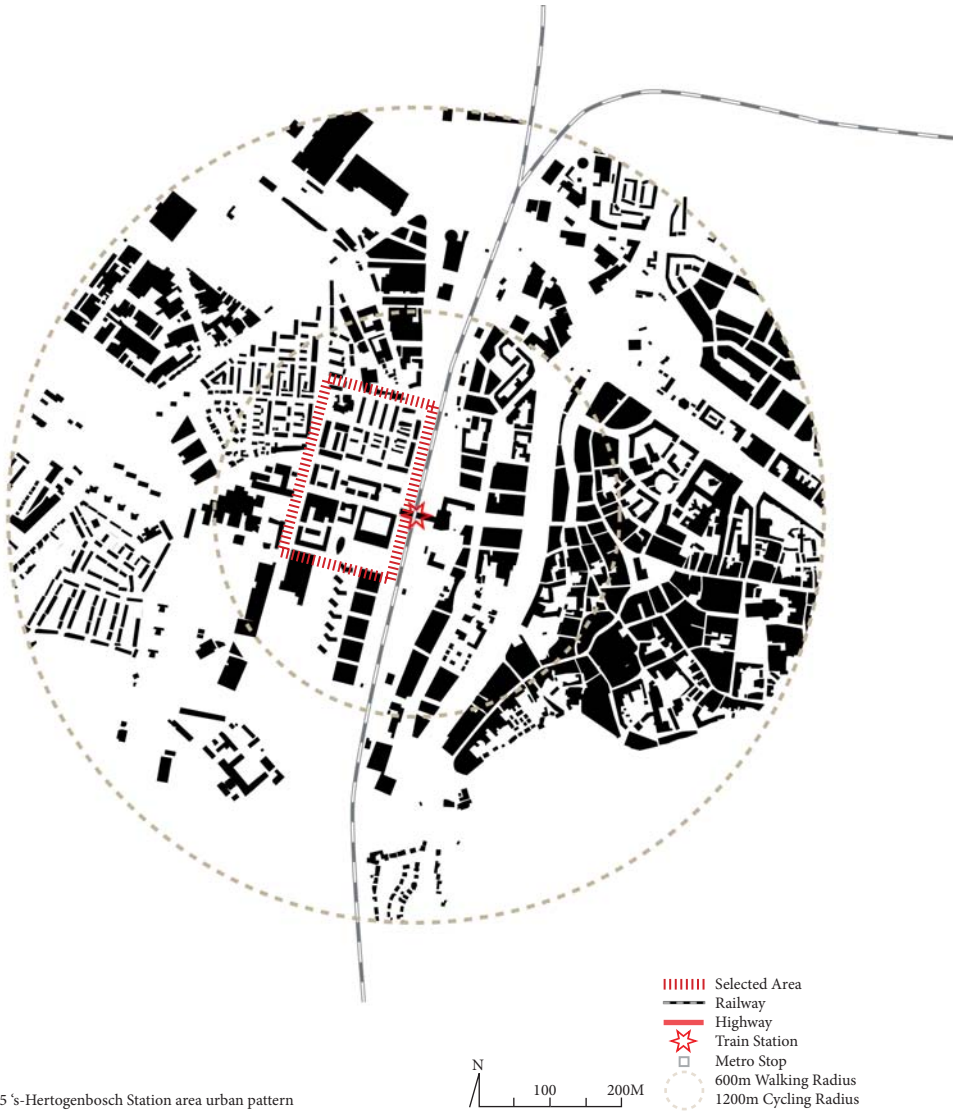 Selected Area
Railway
Highway
Train Station
Metro Stop
600m Walking Radius
1200m Cycling Radius
N
100 200M
5 ‘s-Hertogenbosch Station area urban pattern